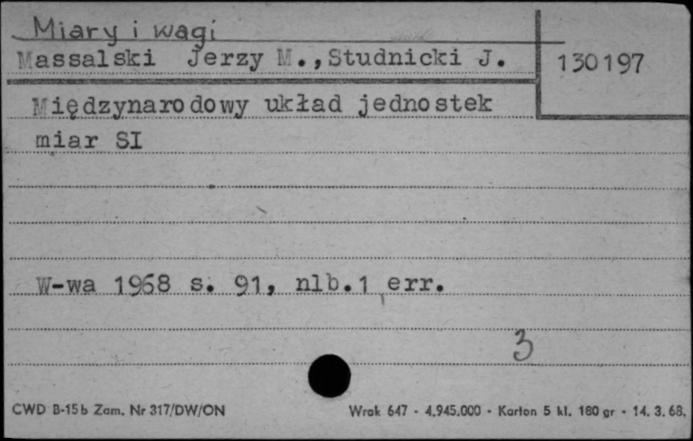 Miary i wagi
Massalski Jerzy M., Studnicki J.
130197
Międzynarodowy układ jednostek
miar SI
W-wa 1968 s. 91, nlb.1 err.
3
CWD B-15b Zam. Nr 317/DW/ON
Wrak 647 - 4.945.000 - Karton 5 kl. 180 gr - 14. 3. 68.